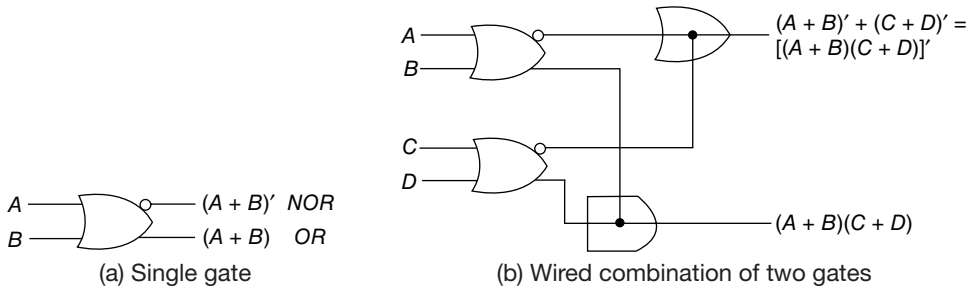 A
B
(A + B)′ NOR
(A + B) OR
(a) Single gate
A
B
C
D
(A + B)′ + (C + D)′ =
[(A + B)(C + D)]′
(A + B)(C + D)
(b) Wired combination of two gates